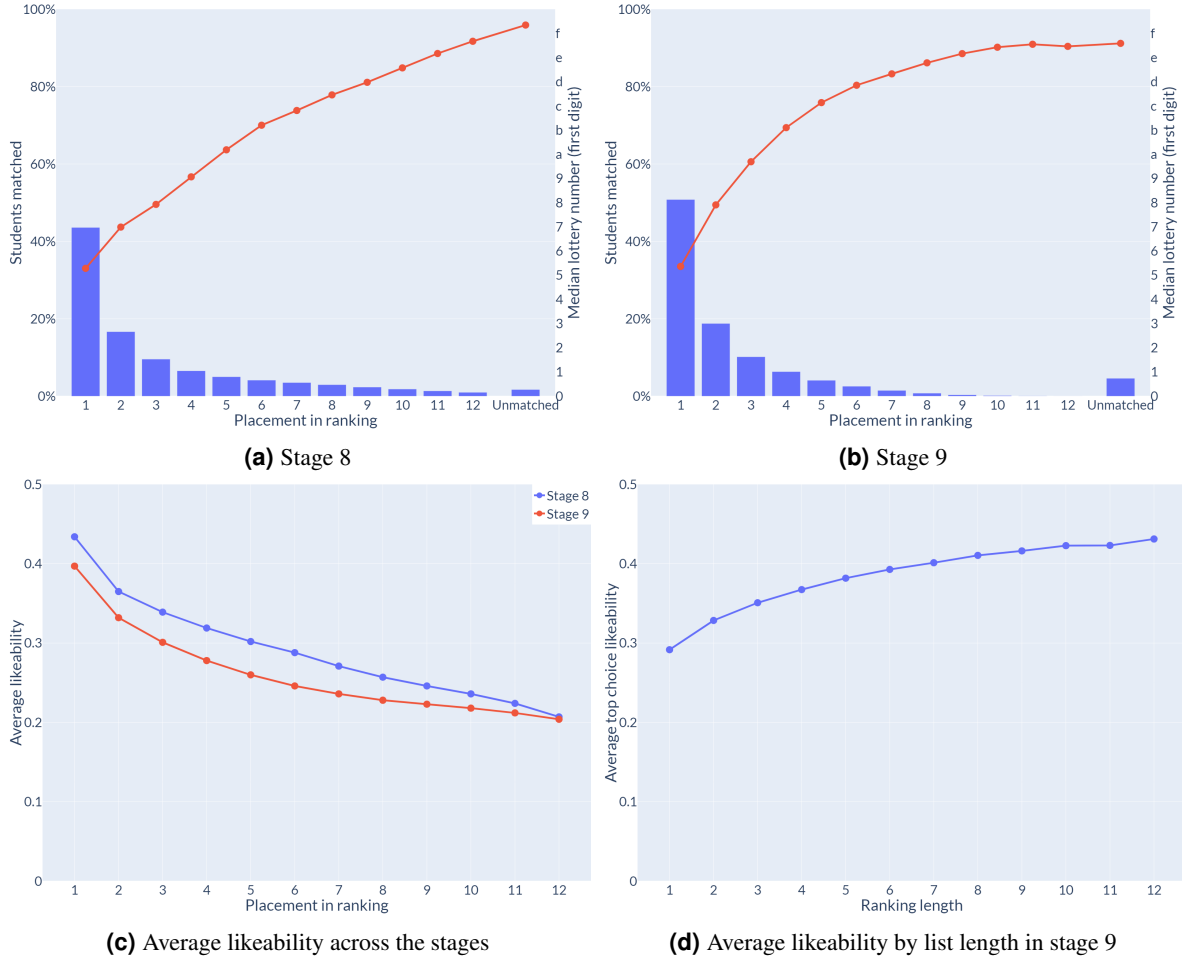 100%
80%
60%
40%
20%
0%
Students matched
f
e
d
c
b
a
9
8
7
6
5
4
3
2
1
0
Median lottery number (first digit)
1 2 3 4 5 6 7 8 9 10 11 12 Unmatched
Placement in ranking
(a) Stage 8
100%
80%
60%
40%
20%
0%
Students matched
f
e
d
c
b
a
9
8
7
6
5
4
3
2
1
0
Median lottery number (first digit)
1 2 3 4 5 6 7 8 9 10 11 12 Unmatched
Placement in ranking
(b) Stage 9
0.5
0.4
0.3
0.2
0.1
0
Average likeability
Stage 8
Stage 9
1 2 3 4 5 6 7 8 9 10 11 12
Placement in ranking
(c) Average likeability across the stages
0.5
0.4
0.3
0.2
0.1
0
Average top choice likeability
1 2 3 4 5 6 7 8 9 10 11 12
Ranking length
(d) Average likeability by list length in stage 9